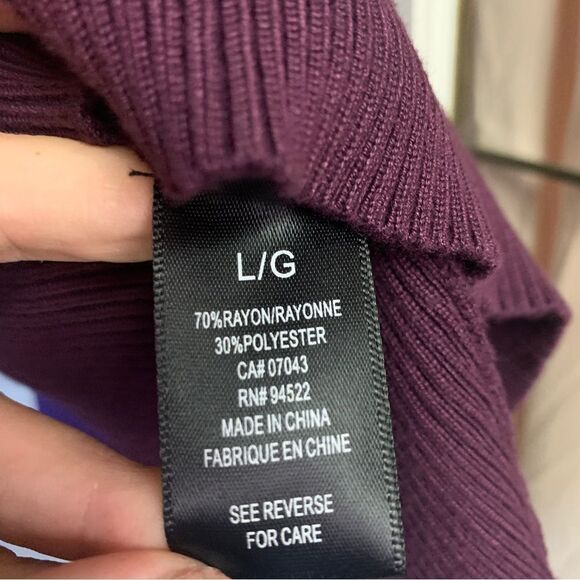 L/G
70%RAYON/RAYONNE
30%POLYESTER
CA# 07043
RN# 94522
MADE IN CHINA
FABRIQUE EN CHINE
SEE REVERSE
FOR CARE